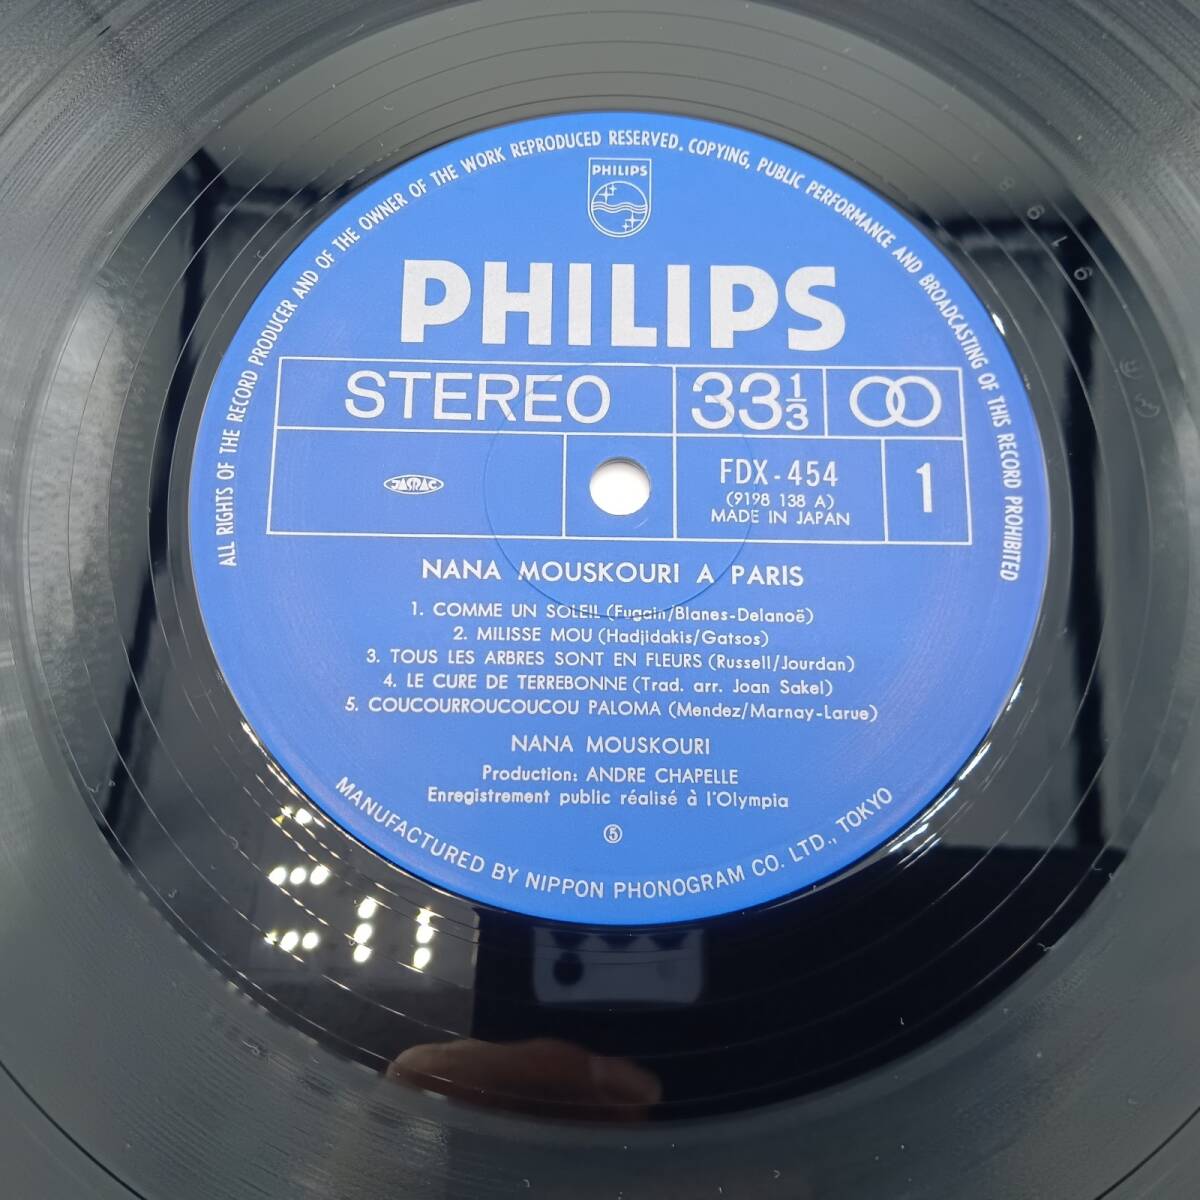 ALL RIGHTS OF THE RECORD PRODUCER AND OF THE OWNER OF THE WORK REPRODUCED RESERVED. COPYING, PUBLIC PERFORMANCE AND BROADCASTING OF THIS RECORD PROHIBITED
PHILIPS
PHILIPS
STEREO 33 1/3
JASRAC FDX-454 1
(9198 138 A)
MADE IN JAPAN
NANA MOUSKOURI A PARIS
1. COMME UN SOLEIL (Fugain/Blanes-Delanoë)
2. MILISSE MOU (Hadjidakis/Gatsos)
3. TOUS LES ARBRES SONT EN FLEURS (Russell/Jourdan)
4. LE CURE DE TERREBONNE (Trad. arr. Joan Sakel)
5. COUCOURROUCOUCOU PALOMA (Mendez/Marnay-Larue)
NANA MOUSKOURI
Production: ANDRE CHAPELLE
Enregistrement public réalisé à l'Olympia
⑤
MANUFACTURED BY NIPPON PHONOGRAM CO. LTD., TOKYO